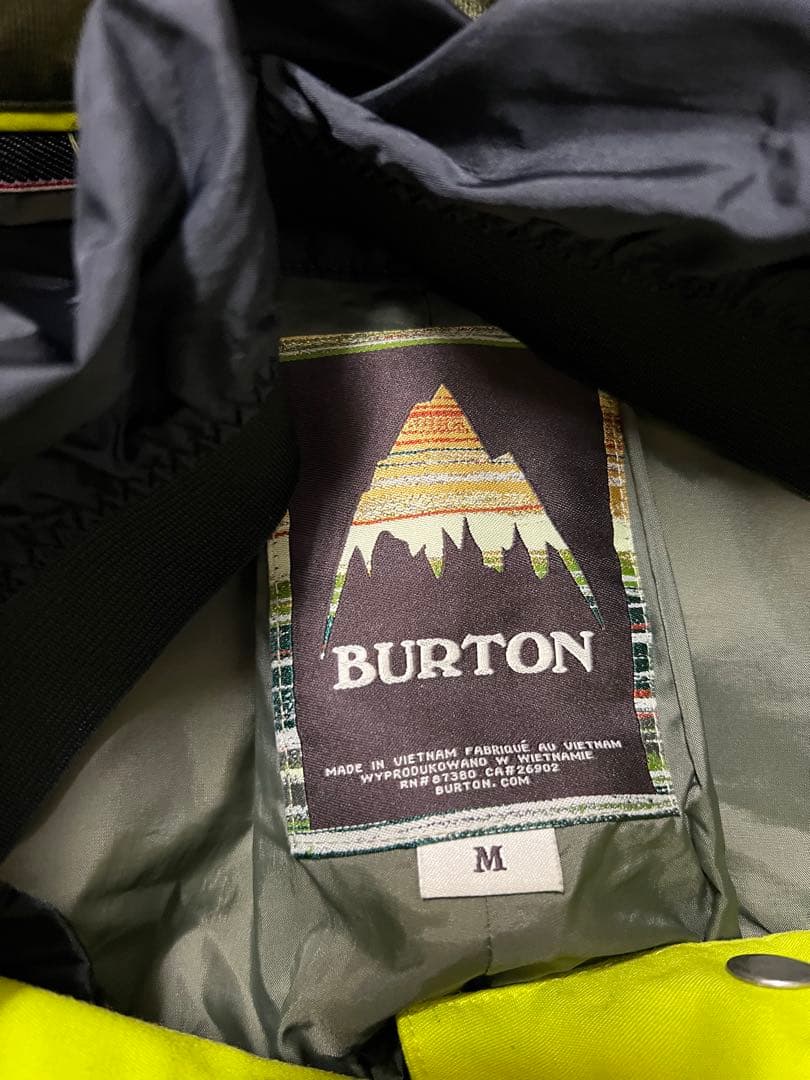 BURTON
MADE IN VIETNAM FABRIQUÉ AU VIETNAM
WYPRODUKOWANO W WIETNAMIE
RN# 87380 CA# 26902
BURTON.COM
M